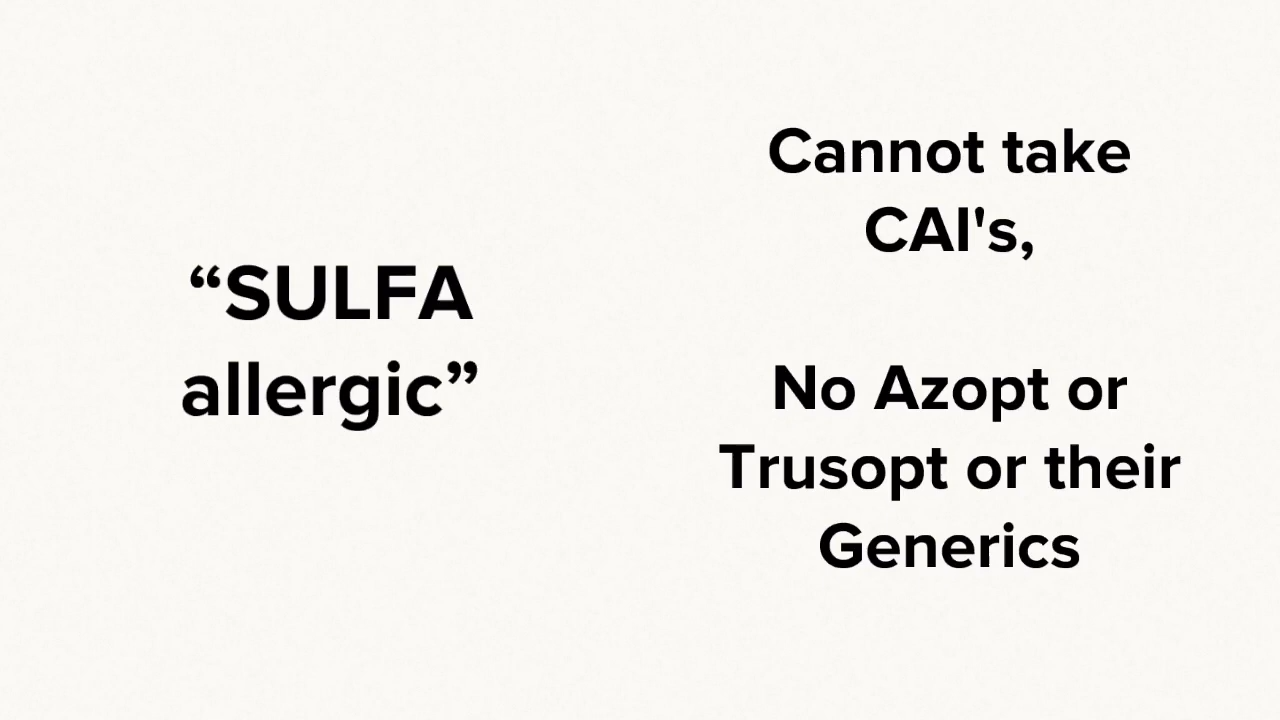 “SULFA
allergic”
Cannot take
CAI's,
No Azopt or
Trusopt or their
Generics